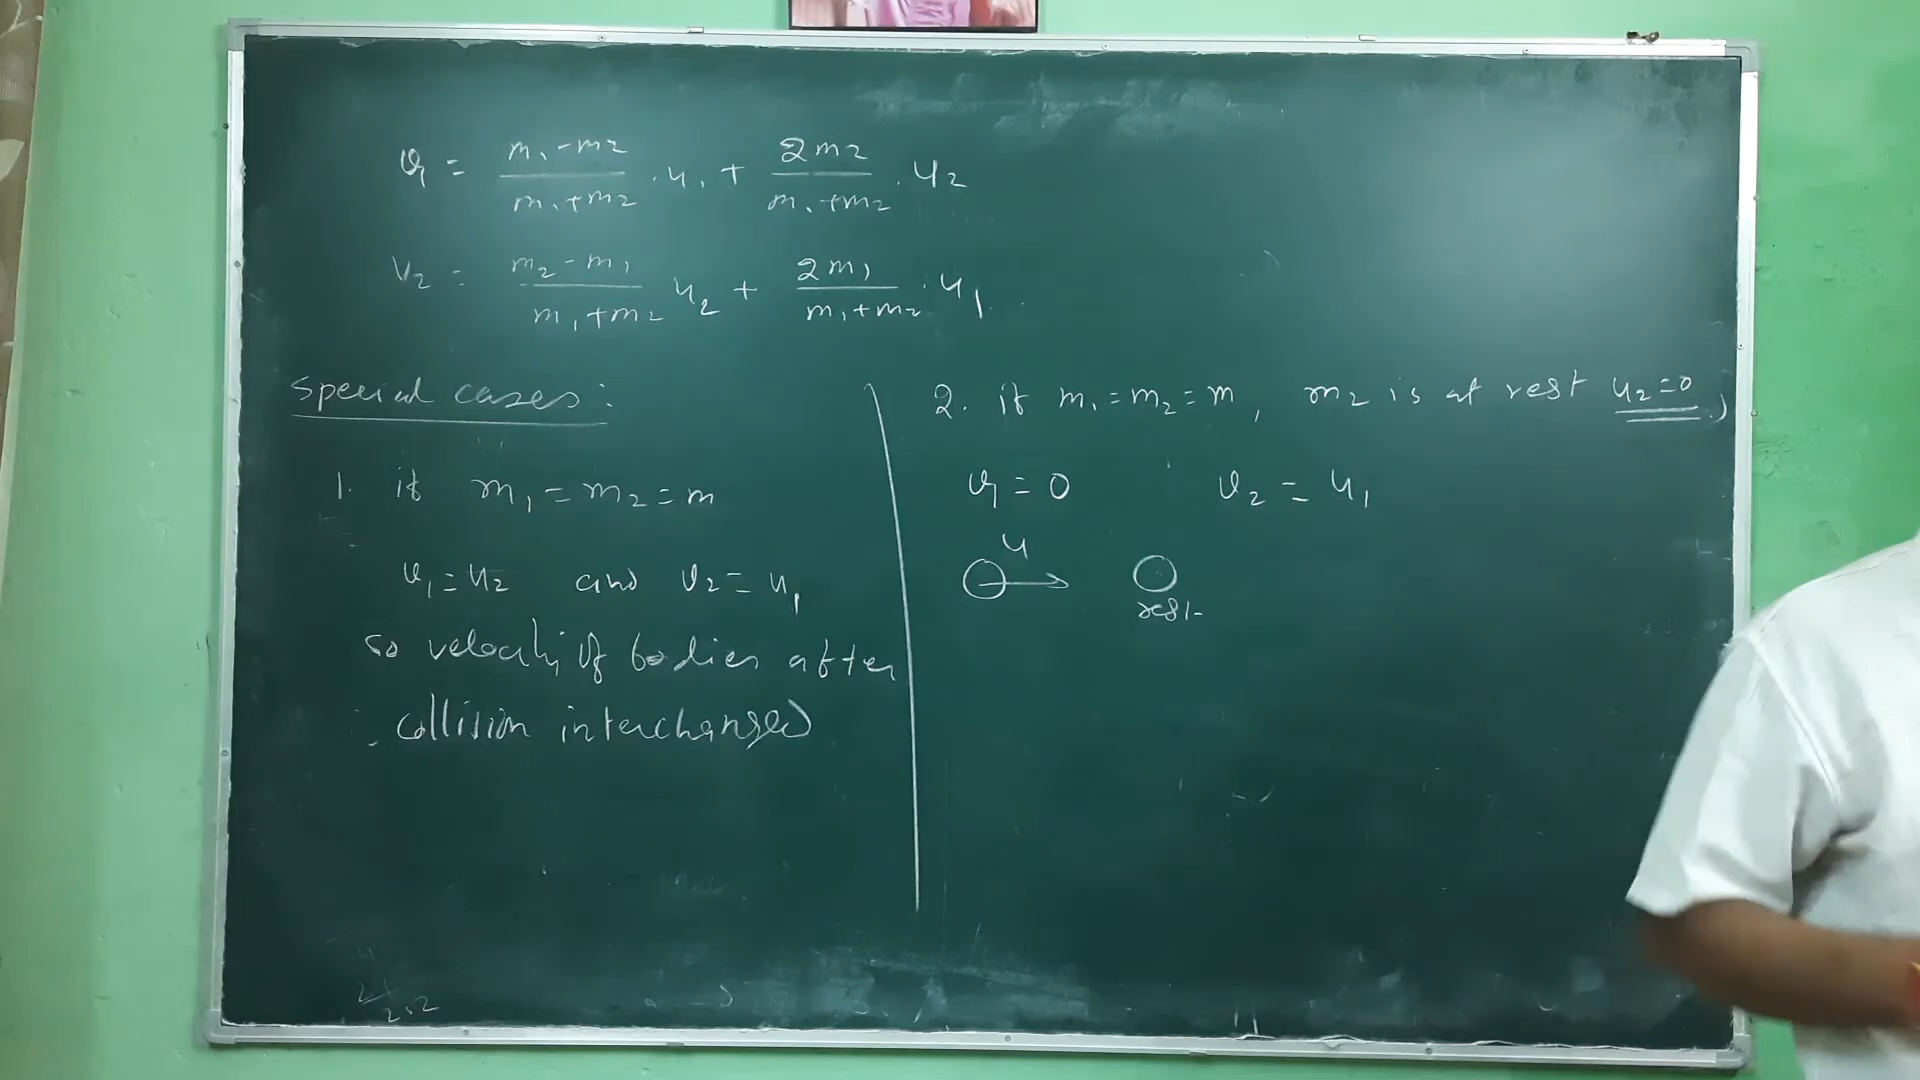 v1 = m1-m2/m1+m2 . u1 + 2m2/m1+m2 . u2
v2 = m2-m1/m1+m2 u2 + 2m1/m1+m2 . u1
special cases:
1. if m1 = m2 = m
v1 = u2 and v2 = u1
so velocity of bodies after
collision interchanged
2. if m1 = m2 = m, m2 is at rest u2=0.)
v1 = 0 v2 = u1
u
rest